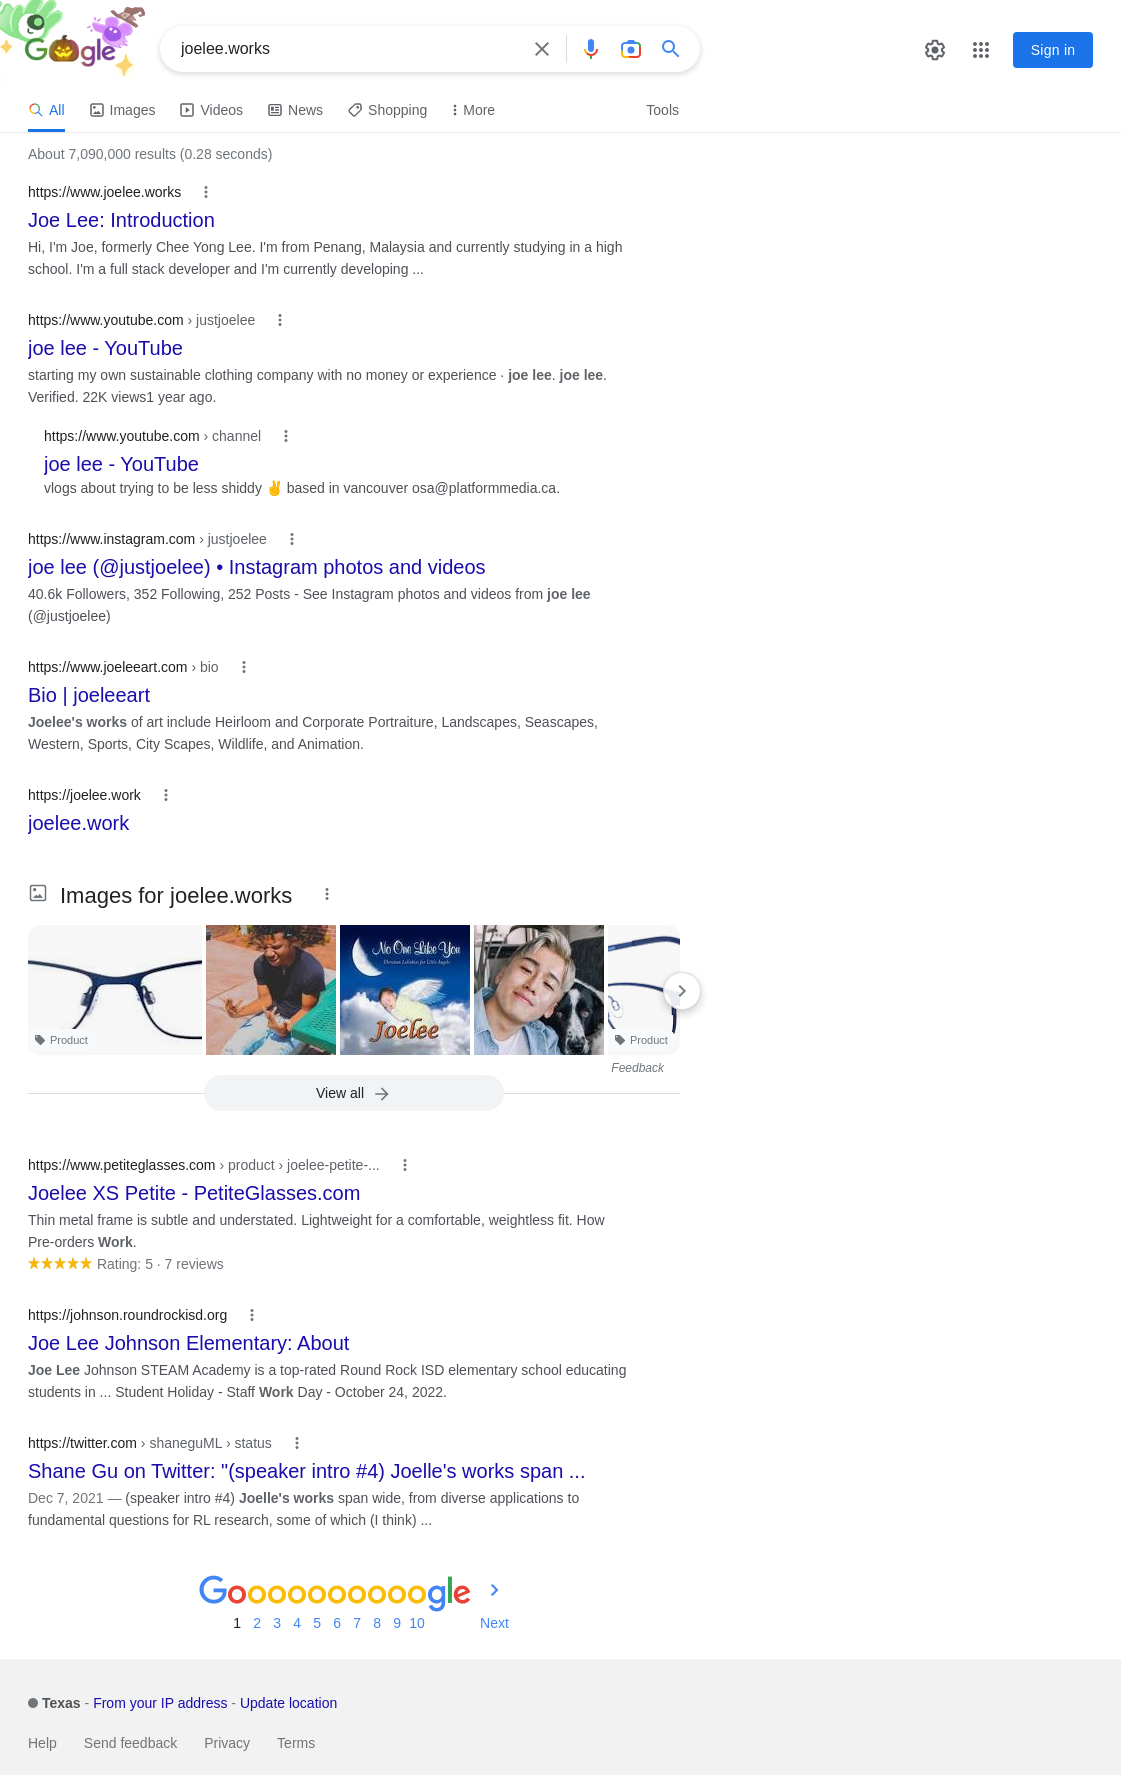 Google
joelee.works
Sign in
All Images Videos News Shopping More Tools
About 7,090,000 results (0.28 seconds)
https://www.joelee.works
Joe Lee: Introduction
Hi, I'm Joe, formerly Chee Yong Lee. I'm from Penang, Malaysia and currently studying in a high
school. I'm a full stack developer and I'm currently developing ...
https://www.youtube.com › justjoelee
joe lee - YouTube
starting my own sustainable clothing company with no money or experience · joe lee. joe lee.
Verified. 22K views1 year ago.
https://www.youtube.com › channel
joe lee - YouTube
vlogs about trying to be less shiddy ✌ based in vancouver osa@platformmedia.ca.
https://www.instagram.com › justjoelee
joe lee (@justjoelee) • Instagram photos and videos
40.6k Followers, 352 Following, 252 Posts - See Instagram photos and videos from joe lee
(@justjoelee)
https://www.joeleeart.com › bio
Bio | joeleeart
Joelee's works of art include Heirloom and Corporate Portraiture, Landscapes, Seascapes,
Western, Sports, City Scapes, Wildlife, and Animation.
https://joelee.work
joelee.work
Images for joelee.works
No One Like You
Christian Lullabies for Little Angels
Joelee
Product
Product
Feedback
View all
https://www.petiteglasses.com › product › joelee-petite-...
Joelee XS Petite - PetiteGlasses.com
Thin metal frame is subtle and understated. Lightweight for a comfortable, weightless fit. How
Pre-orders Work.
Rating: 5 · 7 reviews
https://johnson.roundrockisd.org
Joe Lee Johnson Elementary: About
Joe Lee Johnson STEAM Academy is a top-rated Round Rock ISD elementary school educating
students in ... Student Holiday - Staff Work Day - October 24, 2022.
https://twitter.com › shaneguML › status
Shane Gu on Twitter: "(speaker intro #4) Joelle's works span ...
Dec 7, 2021 — (speaker intro #4) Joelle's works span wide, from diverse applications to
fundamental questions for RL research, some of which (I think) ...
Goooooooooogle
1 2 3 4 5 6 7 8 9 10 Next
Texas - From your IP address - Update location
Help Send feedback Privacy Terms